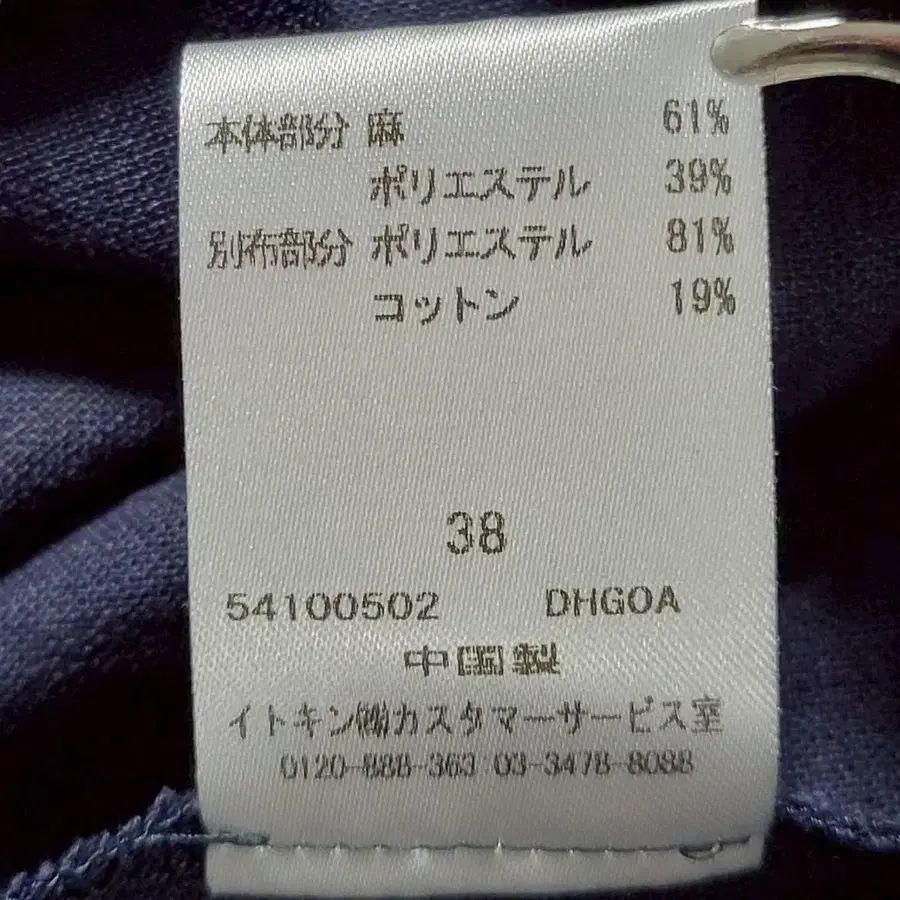 本体部分 麻 61%
ポリエステル 39%
別布部分 ポリエステル 81%
コットン 19%
38
54100502 DHGOA
中国製
イトキン㈱カスタマーサービス室
0120-888-363 03-3478-8088